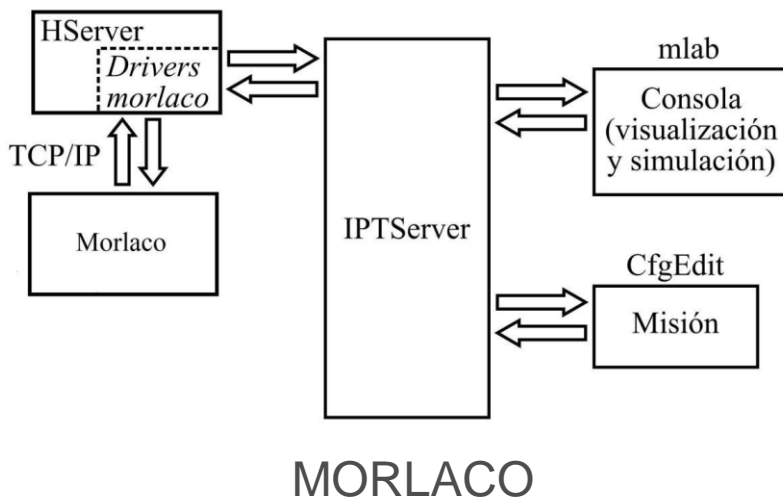 HServer
Drivers
morlaco
TCP/IP
Morlaco
IPTServer
mlab
Consola
(visualización
y simulación)
CfgEdit
Misión
MORLACO